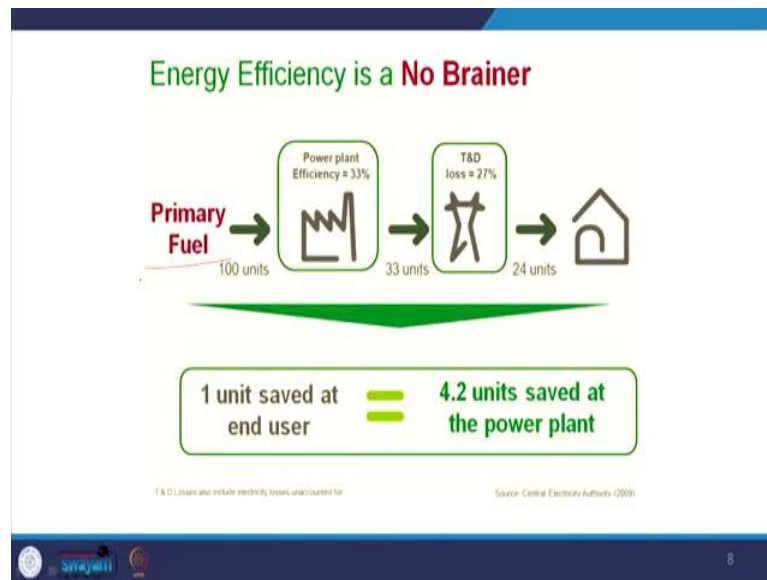 Energy Efficiency is a No Brainer
Power plant
Efficiency = 33%
T&D
loss = 27%
Primary
Fuel
100 units
33 units
24 units
1 unit saved at
end user
=
4.2 units saved at
the power plant
T & D Losses also include electricity losses unaccounted for
Source: Central Electricity Authority (2009)
swayam
8